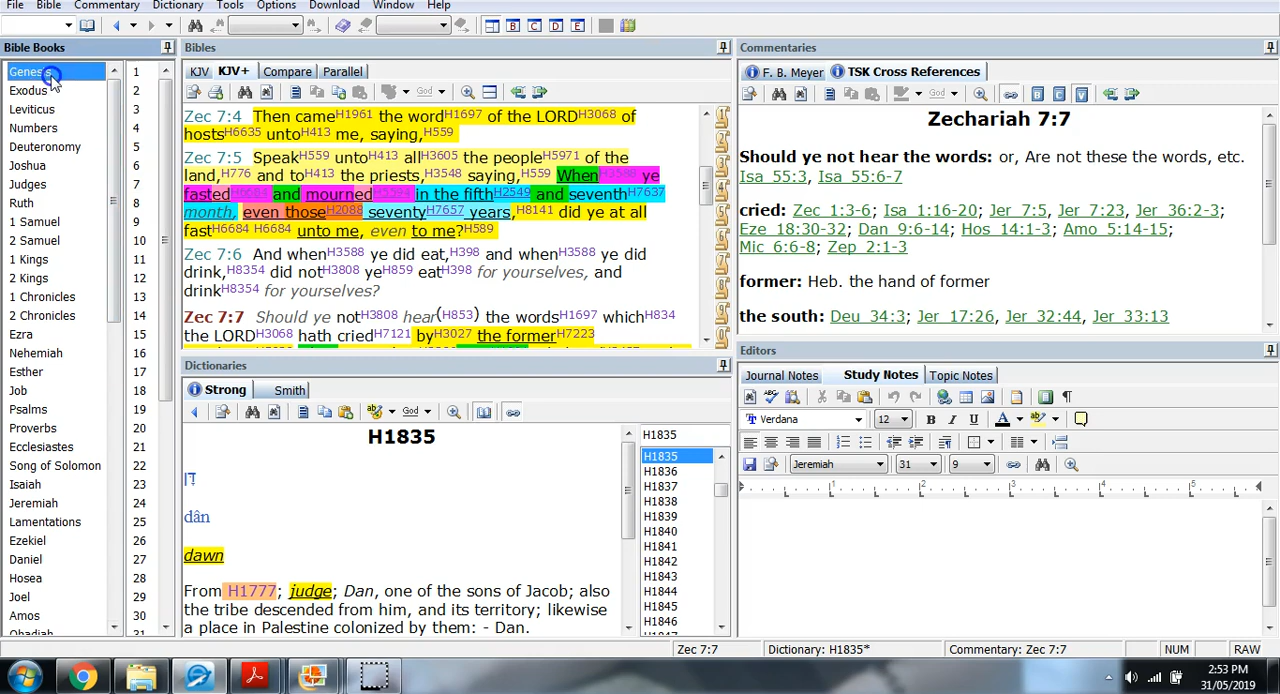 File Bible Commentary Dictionary Tools Options Download Window Help
B C D E
Bible Books
Genesis
Exodus
Leviticus
Numbers
Deuteronomy
Joshua
Judges
Ruth
1 Samuel
2 Samuel
1 Kings
2 Kings
1 Chronicles
2 Chronicles
Ezra
Nehemiah
Esther
Job
Psalms
Proverbs
Ecclesiastes
Song of Solomon
Isaiah
Jeremiah
Lamentations
Ezekiel
Daniel
Hosea
Joel
Amos
Obadiah
1
2
3
4
5
6
7
8
9
10
11
12
13
14
15
16
17
18
19
20
21
22
23
24
25
26
27
28
29
30
31
Bibles
KJV KJV+ Compare Parallel
God
Zec 7:4 Then came H1961 the word H1697 of the LORD H3068 of
hosts H6635 unto H413 me, saying, H559
Zec 7:5 Speak H559 unto H413 all H3605 the people H5971 of the
land, H776 and to H413 the priests, H3548 saying, H559 When H3588 ye
fasted H6684 and mourned H5594 in the fifth H2549 and seventh H7637
month, even those H2088 seventy H7657 years, H8141 did ye at all
fast H6684 H6684 unto me, even to me? H589
Zec 7:6 And when H3588 ye did eat, H398 and when H3588 ye did
drink, H8354 did not H3808 ye H859 eat H398 for yourselves, and
drink H8354 for yourselves?
Zec 7:7 Should ye not H3808 hear (H853) the words H1697 which H834
the LORD H3068 hath cried H7121 by H3027 the former H7223
Dictionaries
Strong Smith
God
H1835
דּן
dân
dawn
From H1777; judge; Dan, one of the sons of Jacob; also
the tribe descended from him, and its territory; likewise
a place in Palestine colonized by them: - Dan.
H1835
H1835
H1836
H1837
H1838
H1839
H1840
H1841
H1842
H1843
H1844
H1845
H1846
H1847
Commentaries
F. B. Meyer TSK Cross References
God B C V
Zechariah 7:7
Should ye not hear the words: or, Are not these the words, etc.
Isa 55:3, Isa 55:6-7
cried: Zec 1:3-6; Isa 1:16-20; Jer 7:5, Jer 7:23, Jer 36:2-3;
Eze 18:30-32; Dan 9:6-14; Hos 14:1-3; Amo 5:14-15;
Mic 6:6-8; Zep 2:1-3
former: Heb. the hand of former
the south: Deu 34:3; Jer 17:26, Jer 32:44, Jer 33:13
Editors
Journal Notes Study Notes Topic Notes
Verdana 12 B I U A
Jeremiah 31 9
1 2 3 4 5
Zec 7:7 Dictionary: H1835* Commentary: Zec 7:7 NUM RAW
2:53 PM
31/05/2019